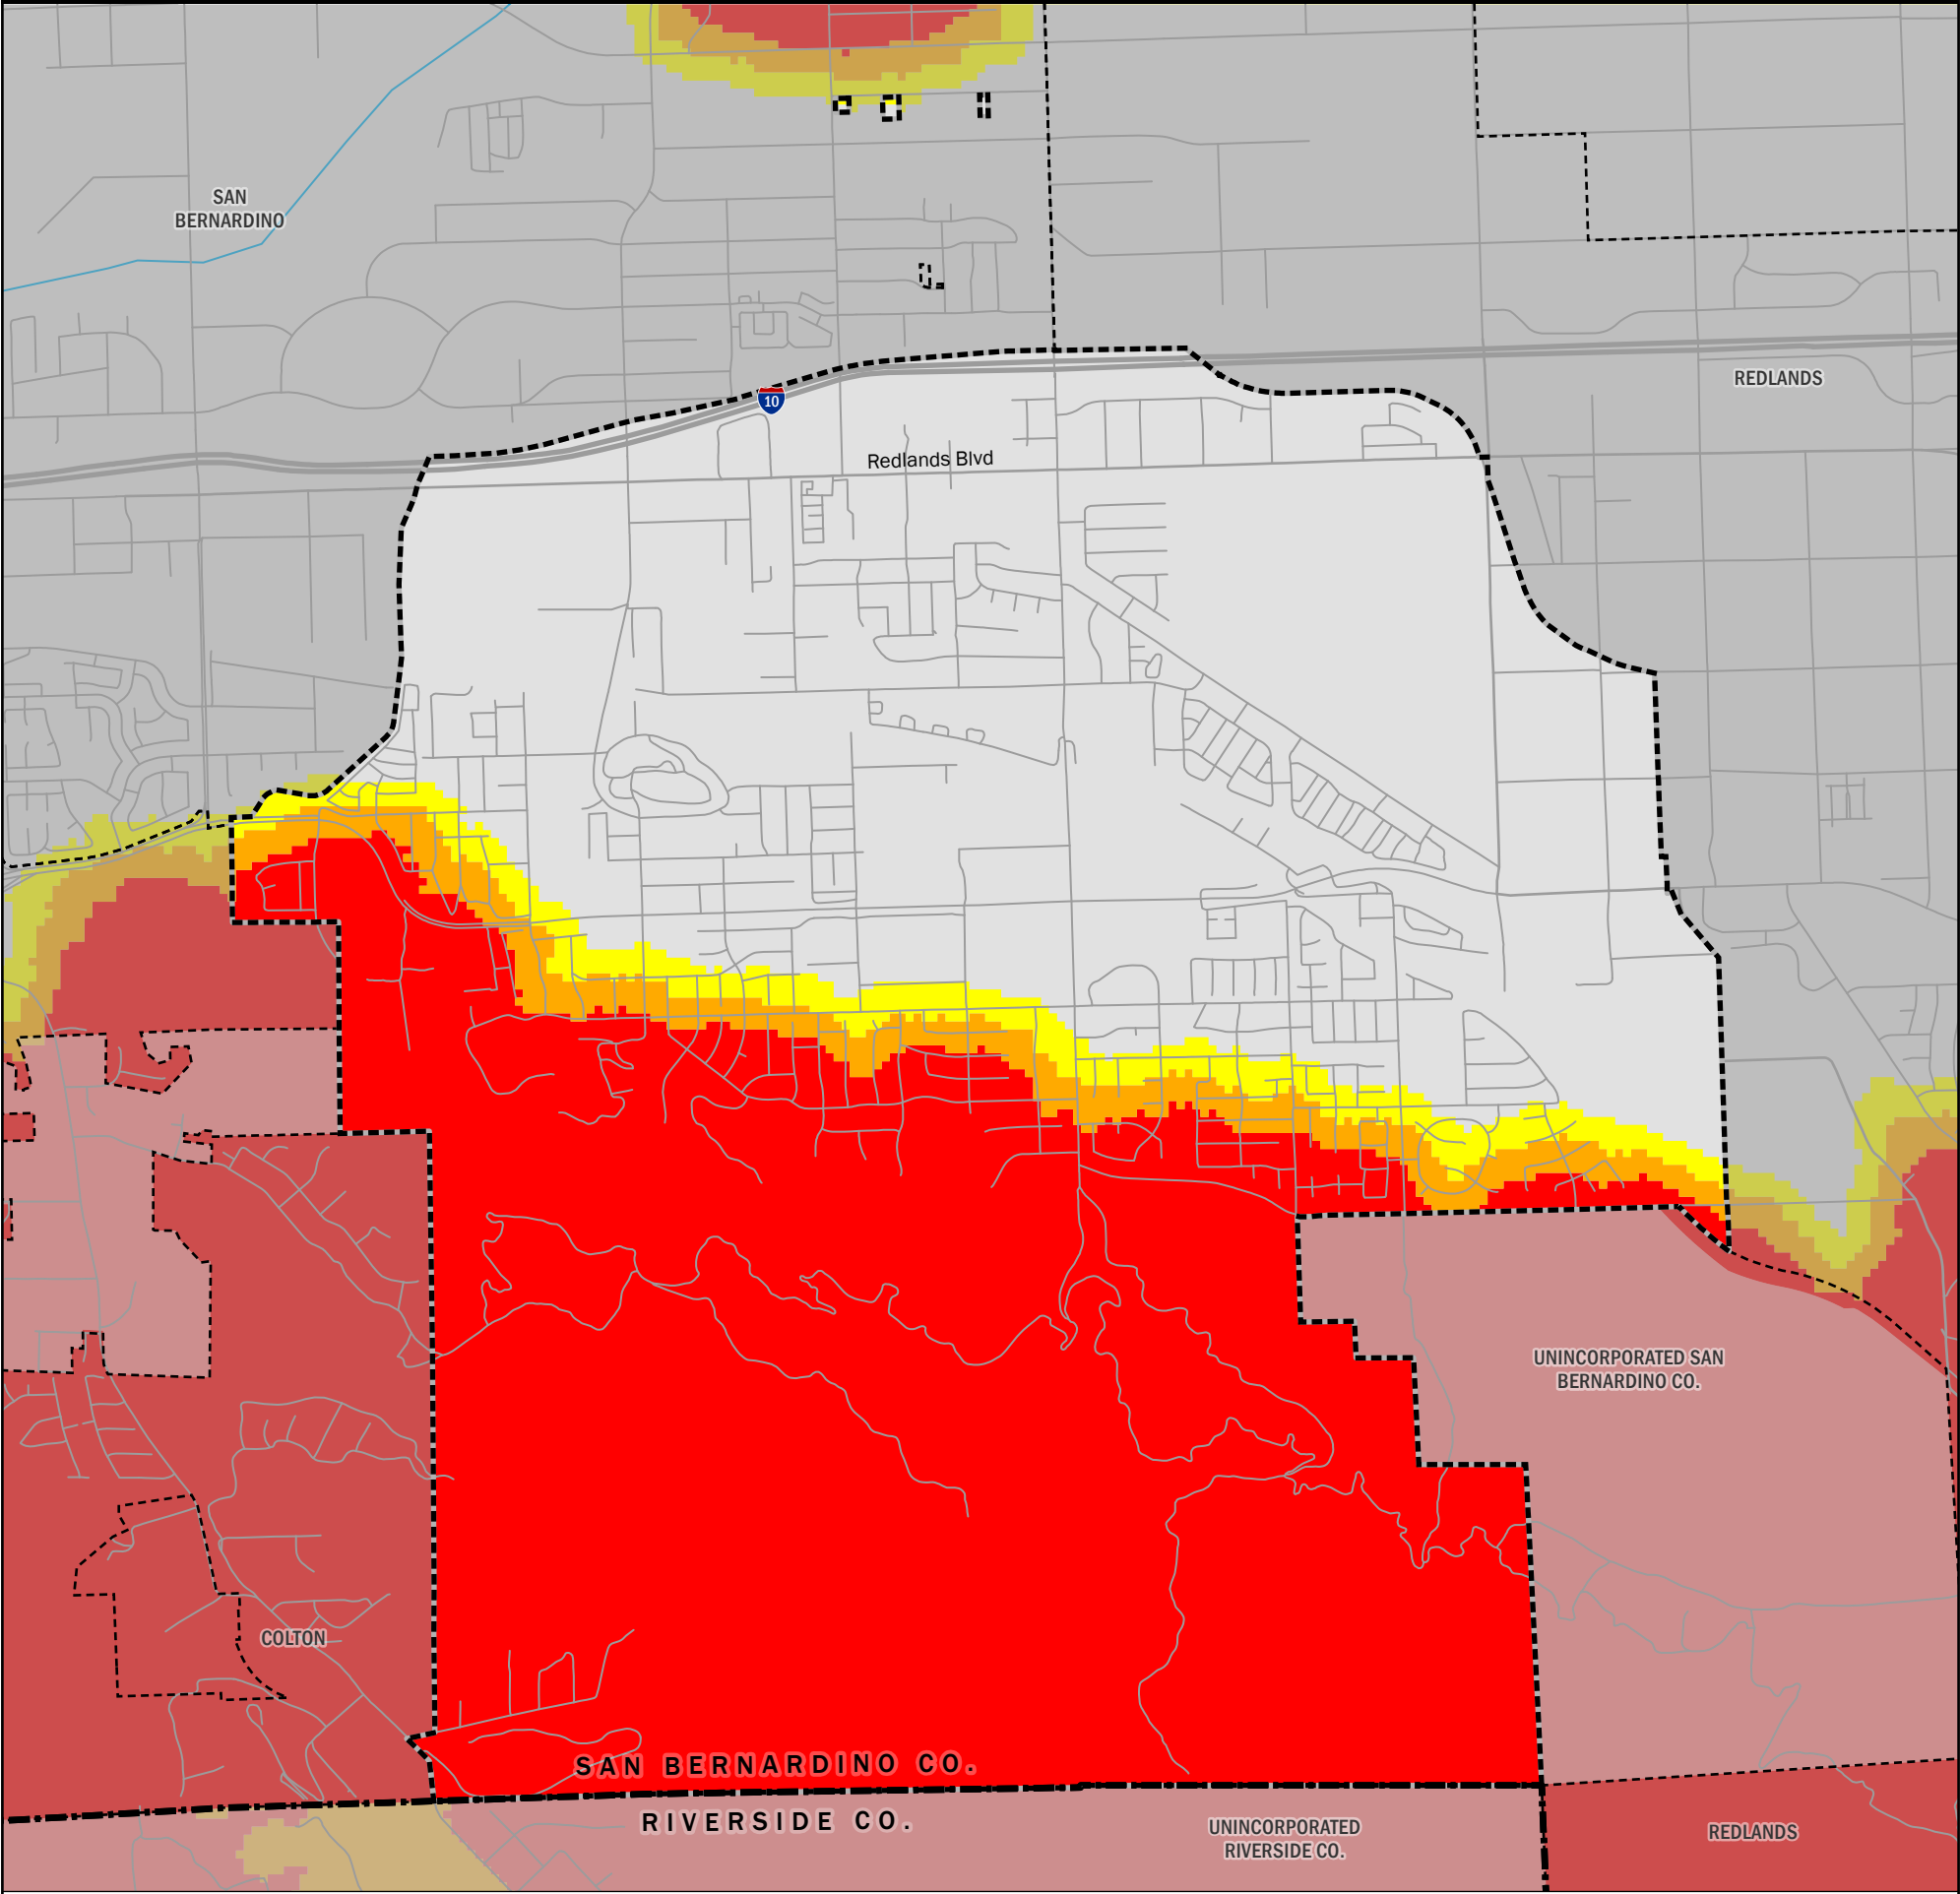 SAN
BERNARDINO
REDLANDS
10
Redlands Blvd
UNINCORPORATED SAN
BERNARDINO CO.
COLTON
SAN BERNARDINO CO.
RIVERSIDE CO.
UNINCORPORATED
RIVERSIDE CO.
REDLANDS